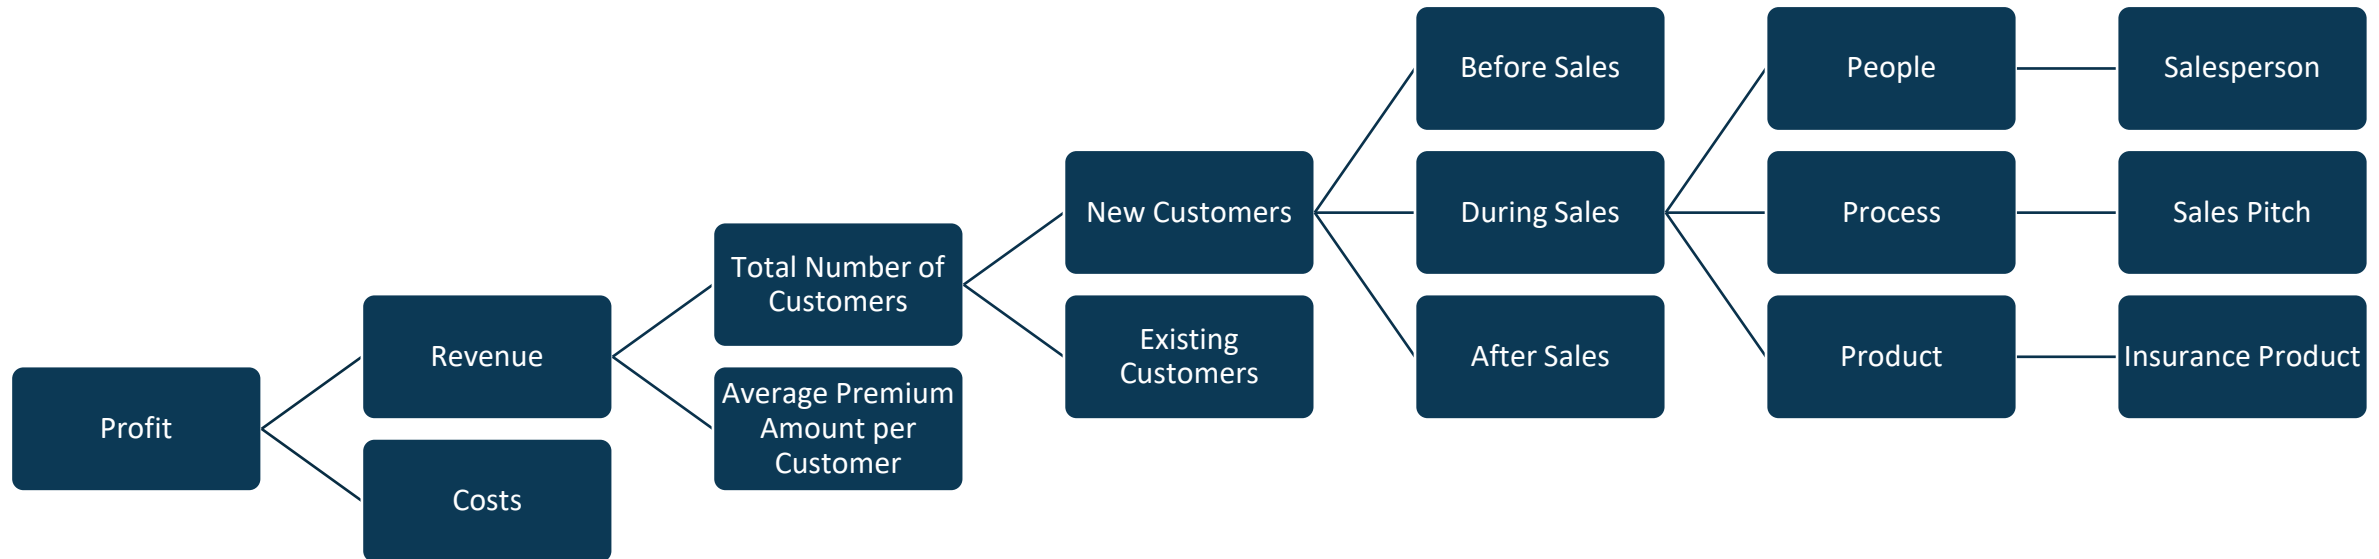 Profit
Revenue
Costs
Total Number of
Customers
Average Premium
Amount per
Customer
New Customers
Existing
Customers
Before Sales
During Sales
After Sales
People
Process
Product
Salesperson
Sales Pitch
Insurance Product